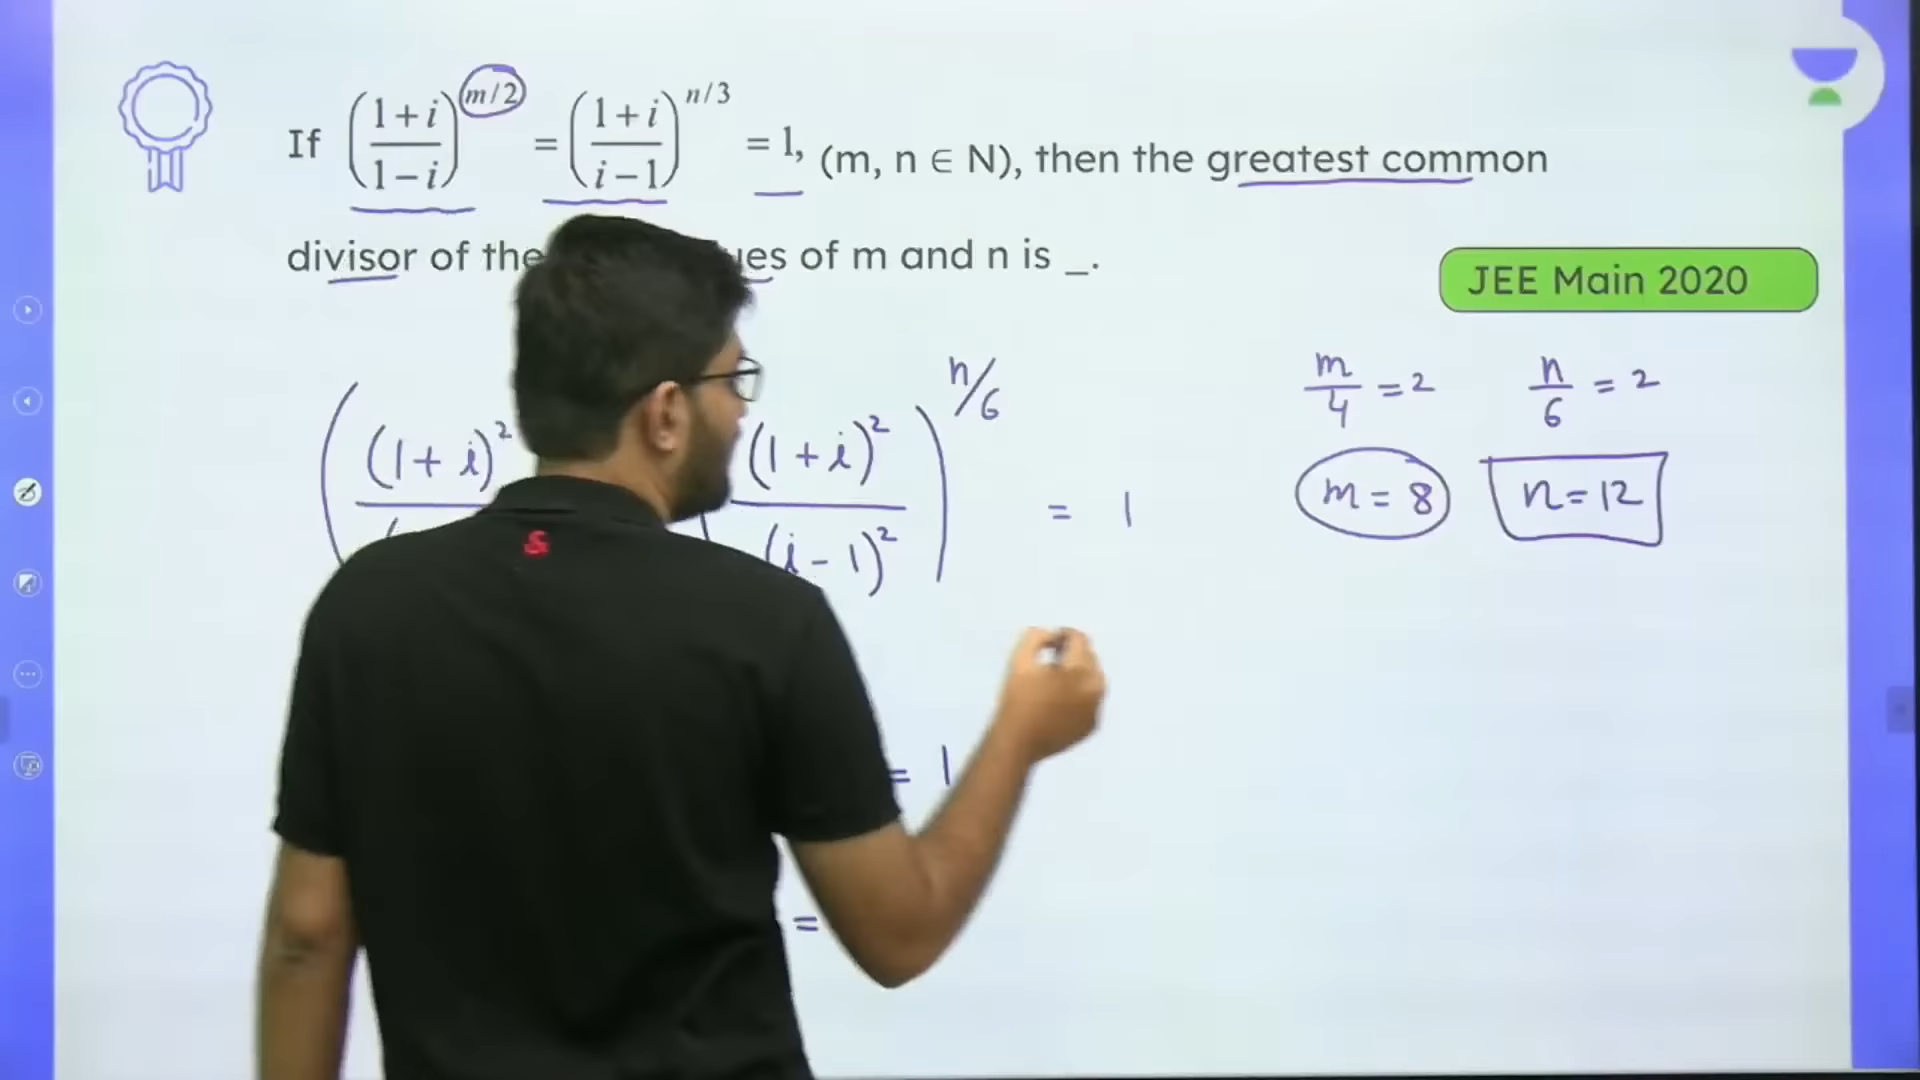 If ((1+i)/(1−i))^(m/2) = ((1+i)/(i−1))^(n/3) = 1, (m, n ∈ N), then the greatest common
divisor of the of m and n is _.
JEE Main 2020
((1+i)² (1+i)²/(i-1)²)^(n/6) = 1
m/4 = 2 n/6 = 2
m = 8 n = 12
= 1
=
S